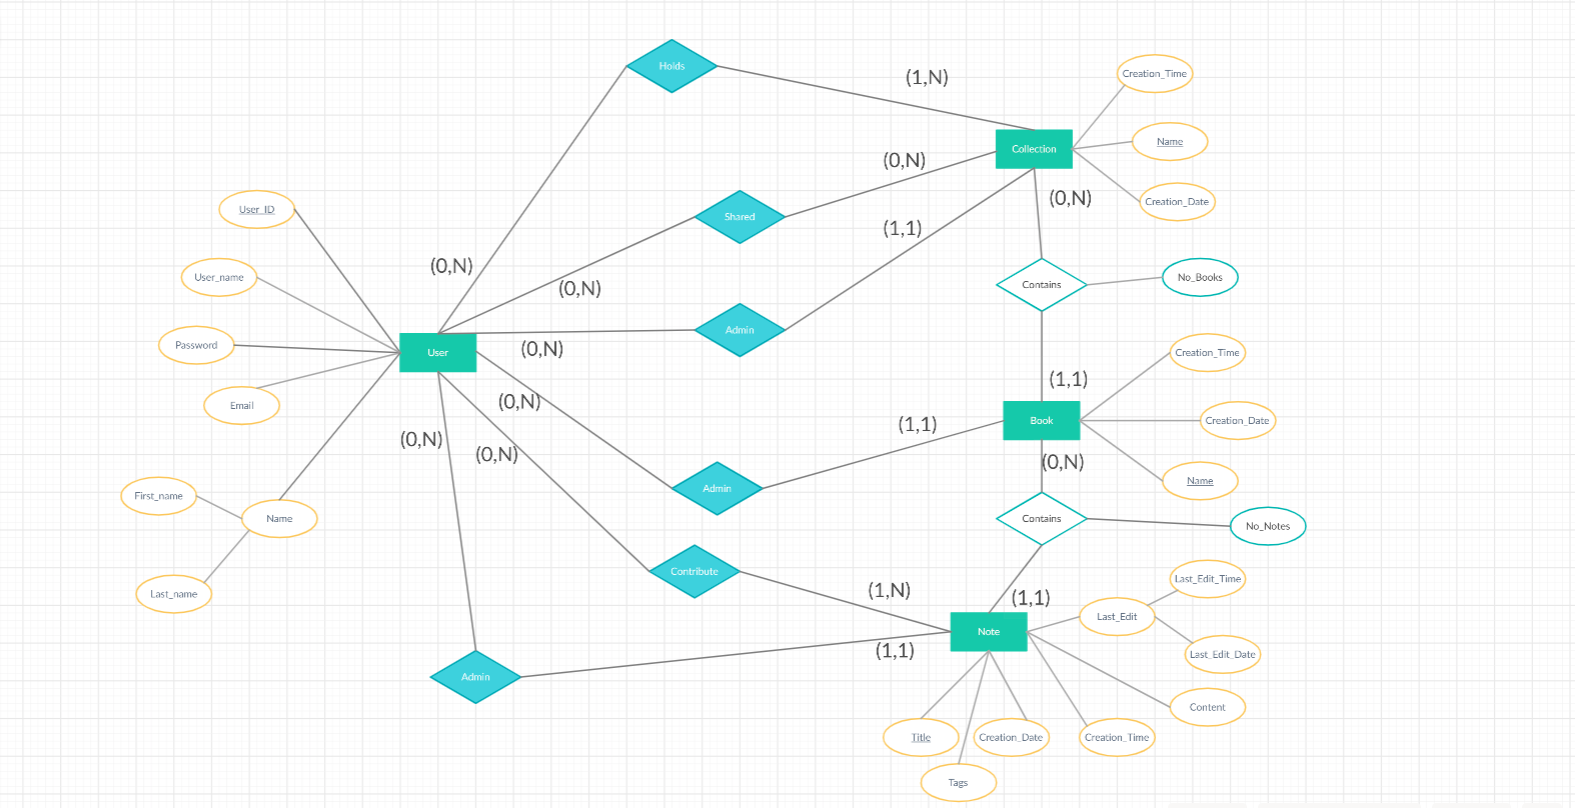 Holds
(1,N)
Creation_Time
Name
Collection
(0,N)
Creation_Date
(0,N)
User_ID
Shared
(1,1)
(0,N)
User_name
(0,N)
Contains
No_Books
Password
Admin
(0,N)
User
Creation_Time
(1,1)
Email
(0,N)
(1,1)
Book
Creation_Date
(0,N)
(0,N)
(0,N)
Name
First_name
Admin
Name
Contains
No_Notes
Contribute
Last_Edit_Time
Last_name
(1,N)
(1,1)
Last_Edit
Note
(1,1)
Last_Edit_Date
Admin
Content
Title
Creation_Date
Creation_Time
Tags